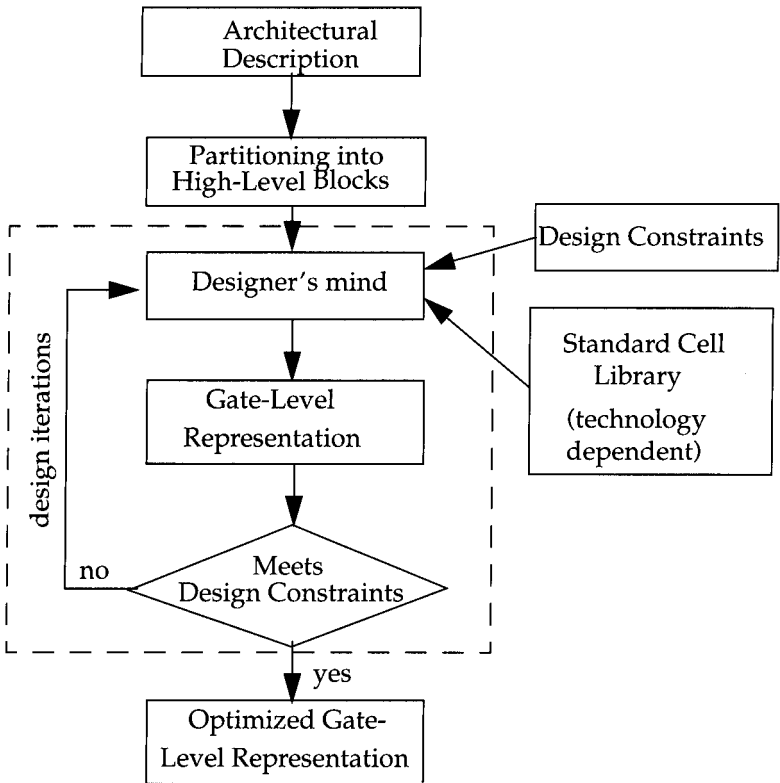 Architectural
Description
Partitioning into
High-Level Blocks
Design Constraints
Designer's mind
Standard Cell
Library
(technology
dependent)
design iterations
Gate-Level
Representation
no
Meets
Design Constraints
yes
Optimized Gate-
Level Representation